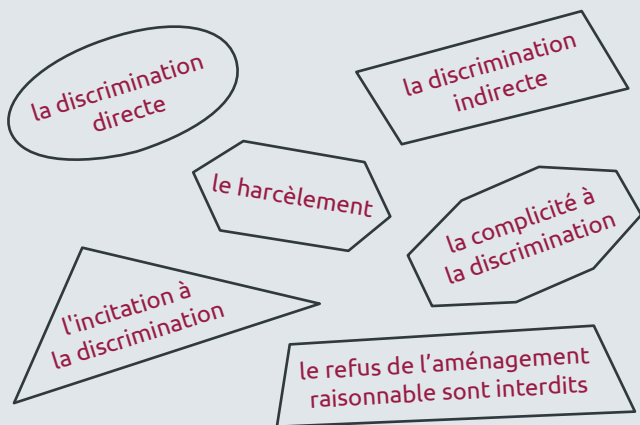 la discrimination
directe
la discrimination
indirecte
le harcèlement
la complicité à
la discrimination
l'incitation à
la discrimination
le refus de l’aménagement
raisonnable sont interdits